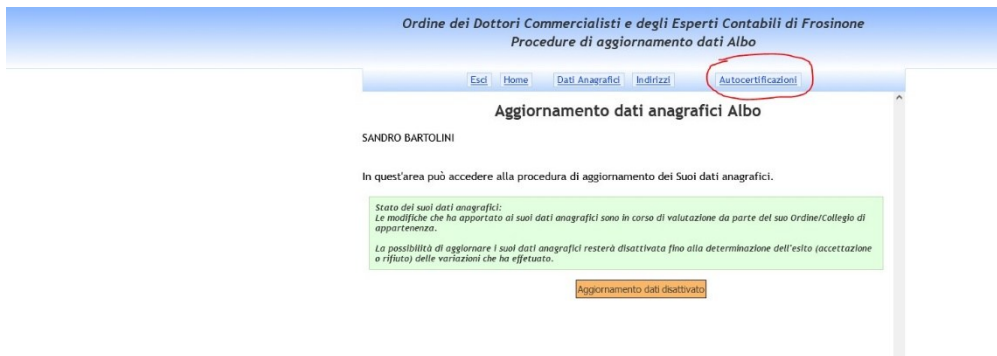 Ordine dei Dottori Commercialisti e degli Esperti Contabili di Frosinone
Procedure di aggiornamento dati Albo
Esci Home Dati Anagrafici Indirizzi Autocertificazioni
Aggiornamento dati anagrafici Albo
SANDRO BARTOLINI
In quest'area può accedere alla procedura di aggiornamento dei Suoi dati anagrafici.
Stato dei suoi dati anagrafici:
Le modifiche che ha apportato ai suoi dati anagrafici sono in corso di valutazione da parte del suo Ordine/Collegio di
appartenenza.
La possibilità di aggiornare i suoi dati anagrafici resterà disattivata fino alla determinazione dell'esito (accettazione
o rifiuto) delle variazioni che ha effetuato.
Aggiornamento dati disattivato